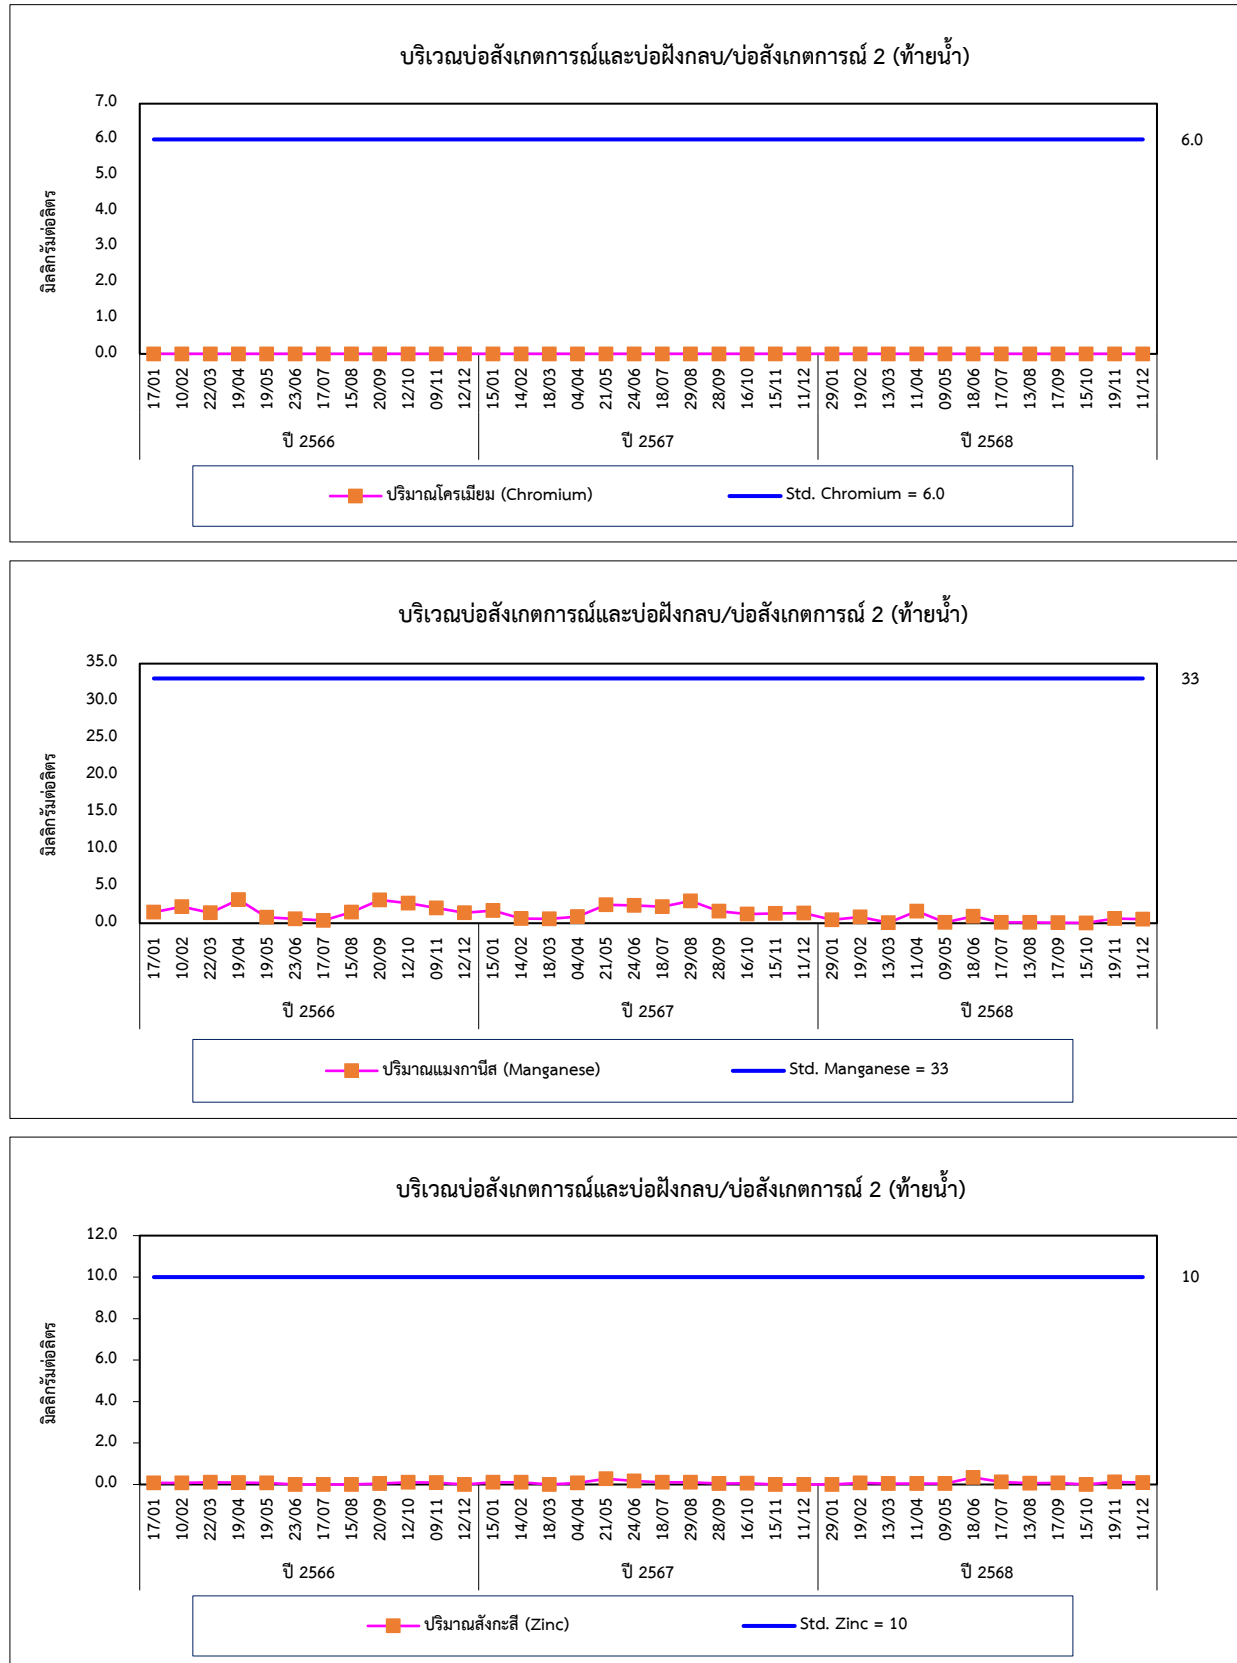 บริเวณบ่อสังเกตการณ์และบ่อฝังกลบ/บ่อสังเกตการณ์ 2 (ท้ายน้ำ)
มิลลิกรัมต่อลิตร
7.0
6.0
5.0
4.0
3.0
2.0
1.0
0.0
6.0
17/01 10/02 22/03 19/04 19/05 23/06 17/07 15/08 20/09 12/10 09/11 12/12 15/01 14/02 18/03 04/04 21/05 24/06 18/07 29/08 28/09 16/10 15/11 11/12 29/01 19/02 13/03 11/04 09/05 18/06 17/07 13/08 17/09 15/10 19/11 11/12
ปี 2566 ปี 2567 ปี 2568
ปริมาณโครเมียม (Chromium) Std. Chromium = 6.0
บริเวณบ่อสังเกตการณ์และบ่อฝังกลบ/บ่อสังเกตการณ์ 2 (ท้ายน้ำ)
มิลลิกรัมต่อลิตร
35.0
30.0
25.0
20.0
15.0
10.0
5.0
0.0
33
17/01 10/02 22/03 19/04 19/05 23/06 17/07 15/08 20/09 12/10 09/11 12/12 15/01 14/02 18/03 04/04 21/05 24/06 18/07 29/08 28/09 16/10 15/11 11/12 29/01 19/02 13/03 11/04 09/05 18/06 17/07 13/08 17/09 15/10 19/11 11/12
ปี 2566 ปี 2567 ปี 2568
ปริมาณแมงกานีส (Manganese) Std. Manganese = 33
บริเวณบ่อสังเกตการณ์และบ่อฝังกลบ/บ่อสังเกตการณ์ 2 (ท้ายน้ำ)
มิลลิกรัมต่อลิตร
12.0
10.0
8.0
6.0
4.0
2.0
0.0
10
17/01 10/02 22/03 19/04 19/05 23/06 17/07 15/08 20/09 12/10 09/11 12/12 15/01 14/02 18/03 04/04 21/05 24/06 18/07 29/08 28/09 16/10 15/11 11/12 29/01 19/02 13/03 11/04 09/05 18/06 17/07 13/08 17/09 15/10 19/11 11/12
ปี 2566 ปี 2567 ปี 2568
ปริมาณสังกะสี (Zinc) Std. Zinc = 10